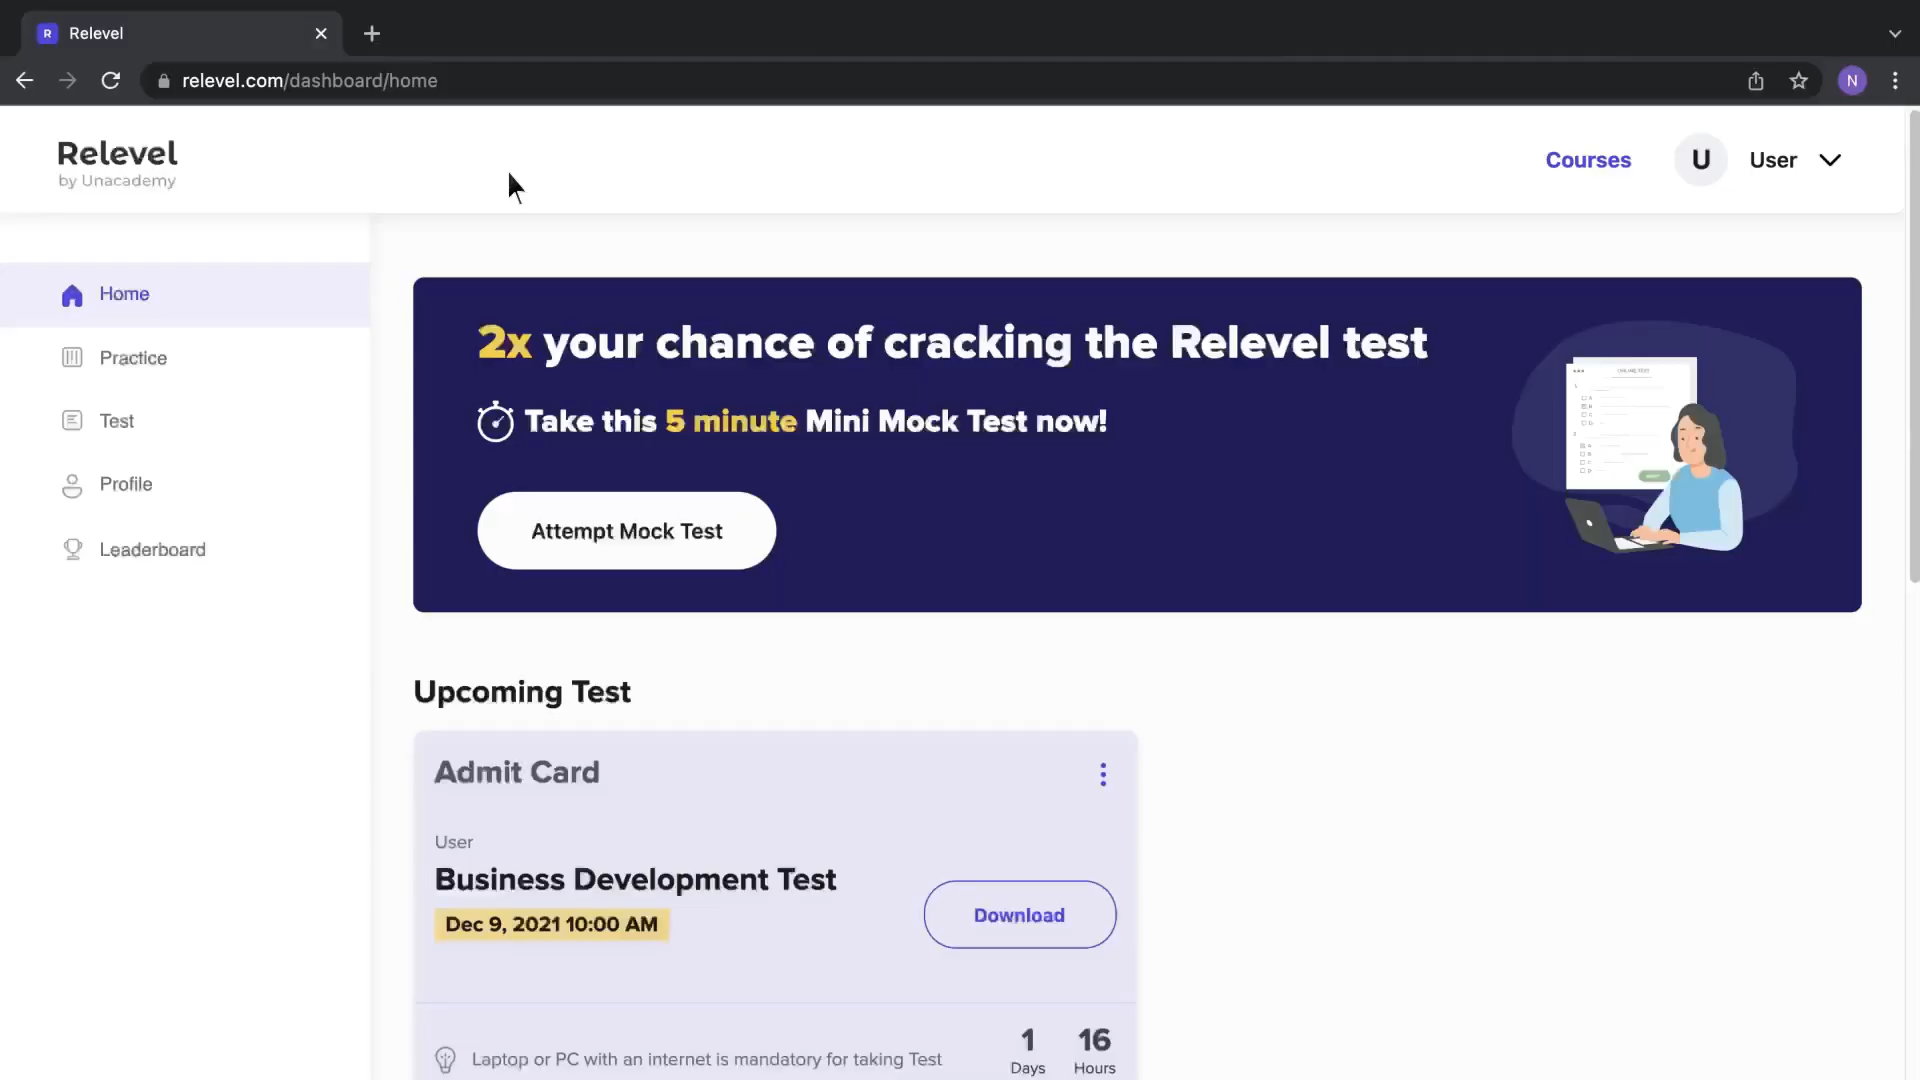 R Relevel
relevel.com/dashboard/home
N
Relevel
by Unacademy
Courses
U
User
Home
Practice
Test
Profile
Leaderboard
2x your chance of cracking the Relevel test
Take this 5 minute Mini Mock Test now!
ONLINE TEST
Attempt Mock Test
Upcoming Test
Admit Card
User
Business Development Test
Dec 9, 2021 10:00 AM
Download
Laptop or PC with an internet is mandatory for taking Test
1 16
Days Hours